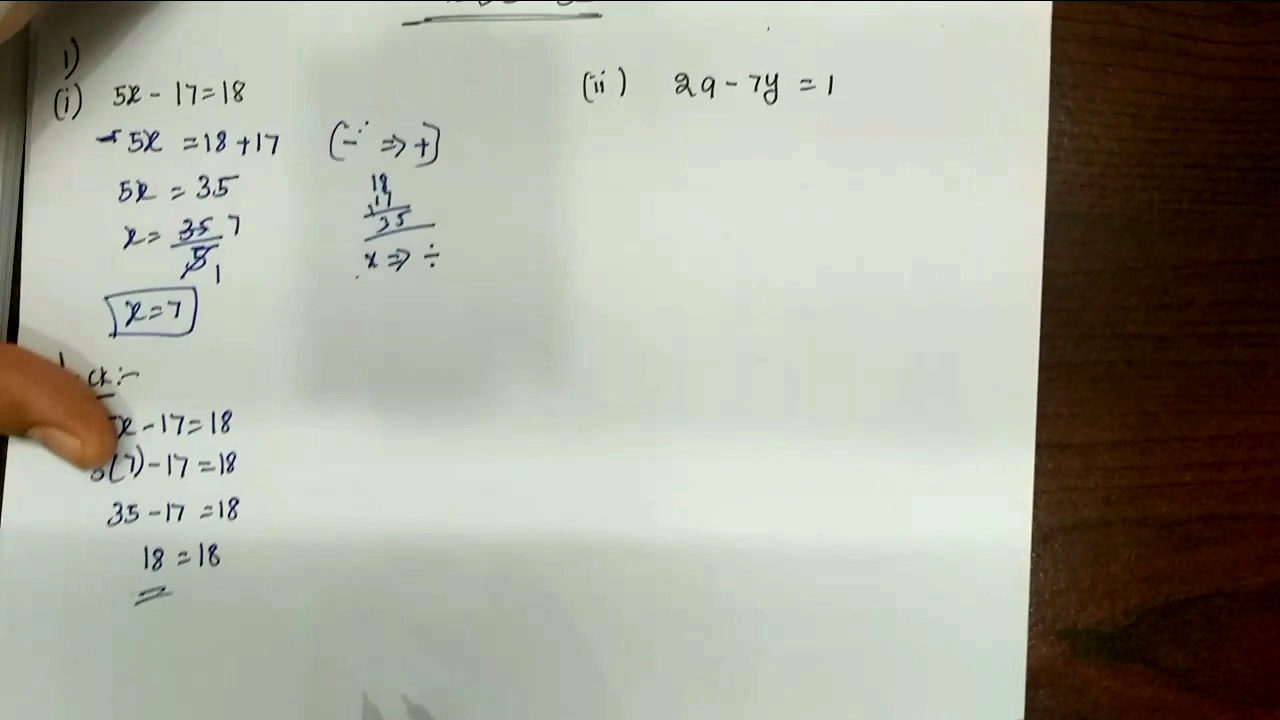 1)
(i) 5x - 17 = 18
5x = 18 + 17 (- ⇒ +)
18
17
35
5x = 35
x = 35/5 7 1
x ⇒ ÷
x = 7
ck :-
x - 17 = 18
(7) - 17 = 18
35 - 17 = 18
18 = 18
(ii) 29 - 7y = 1